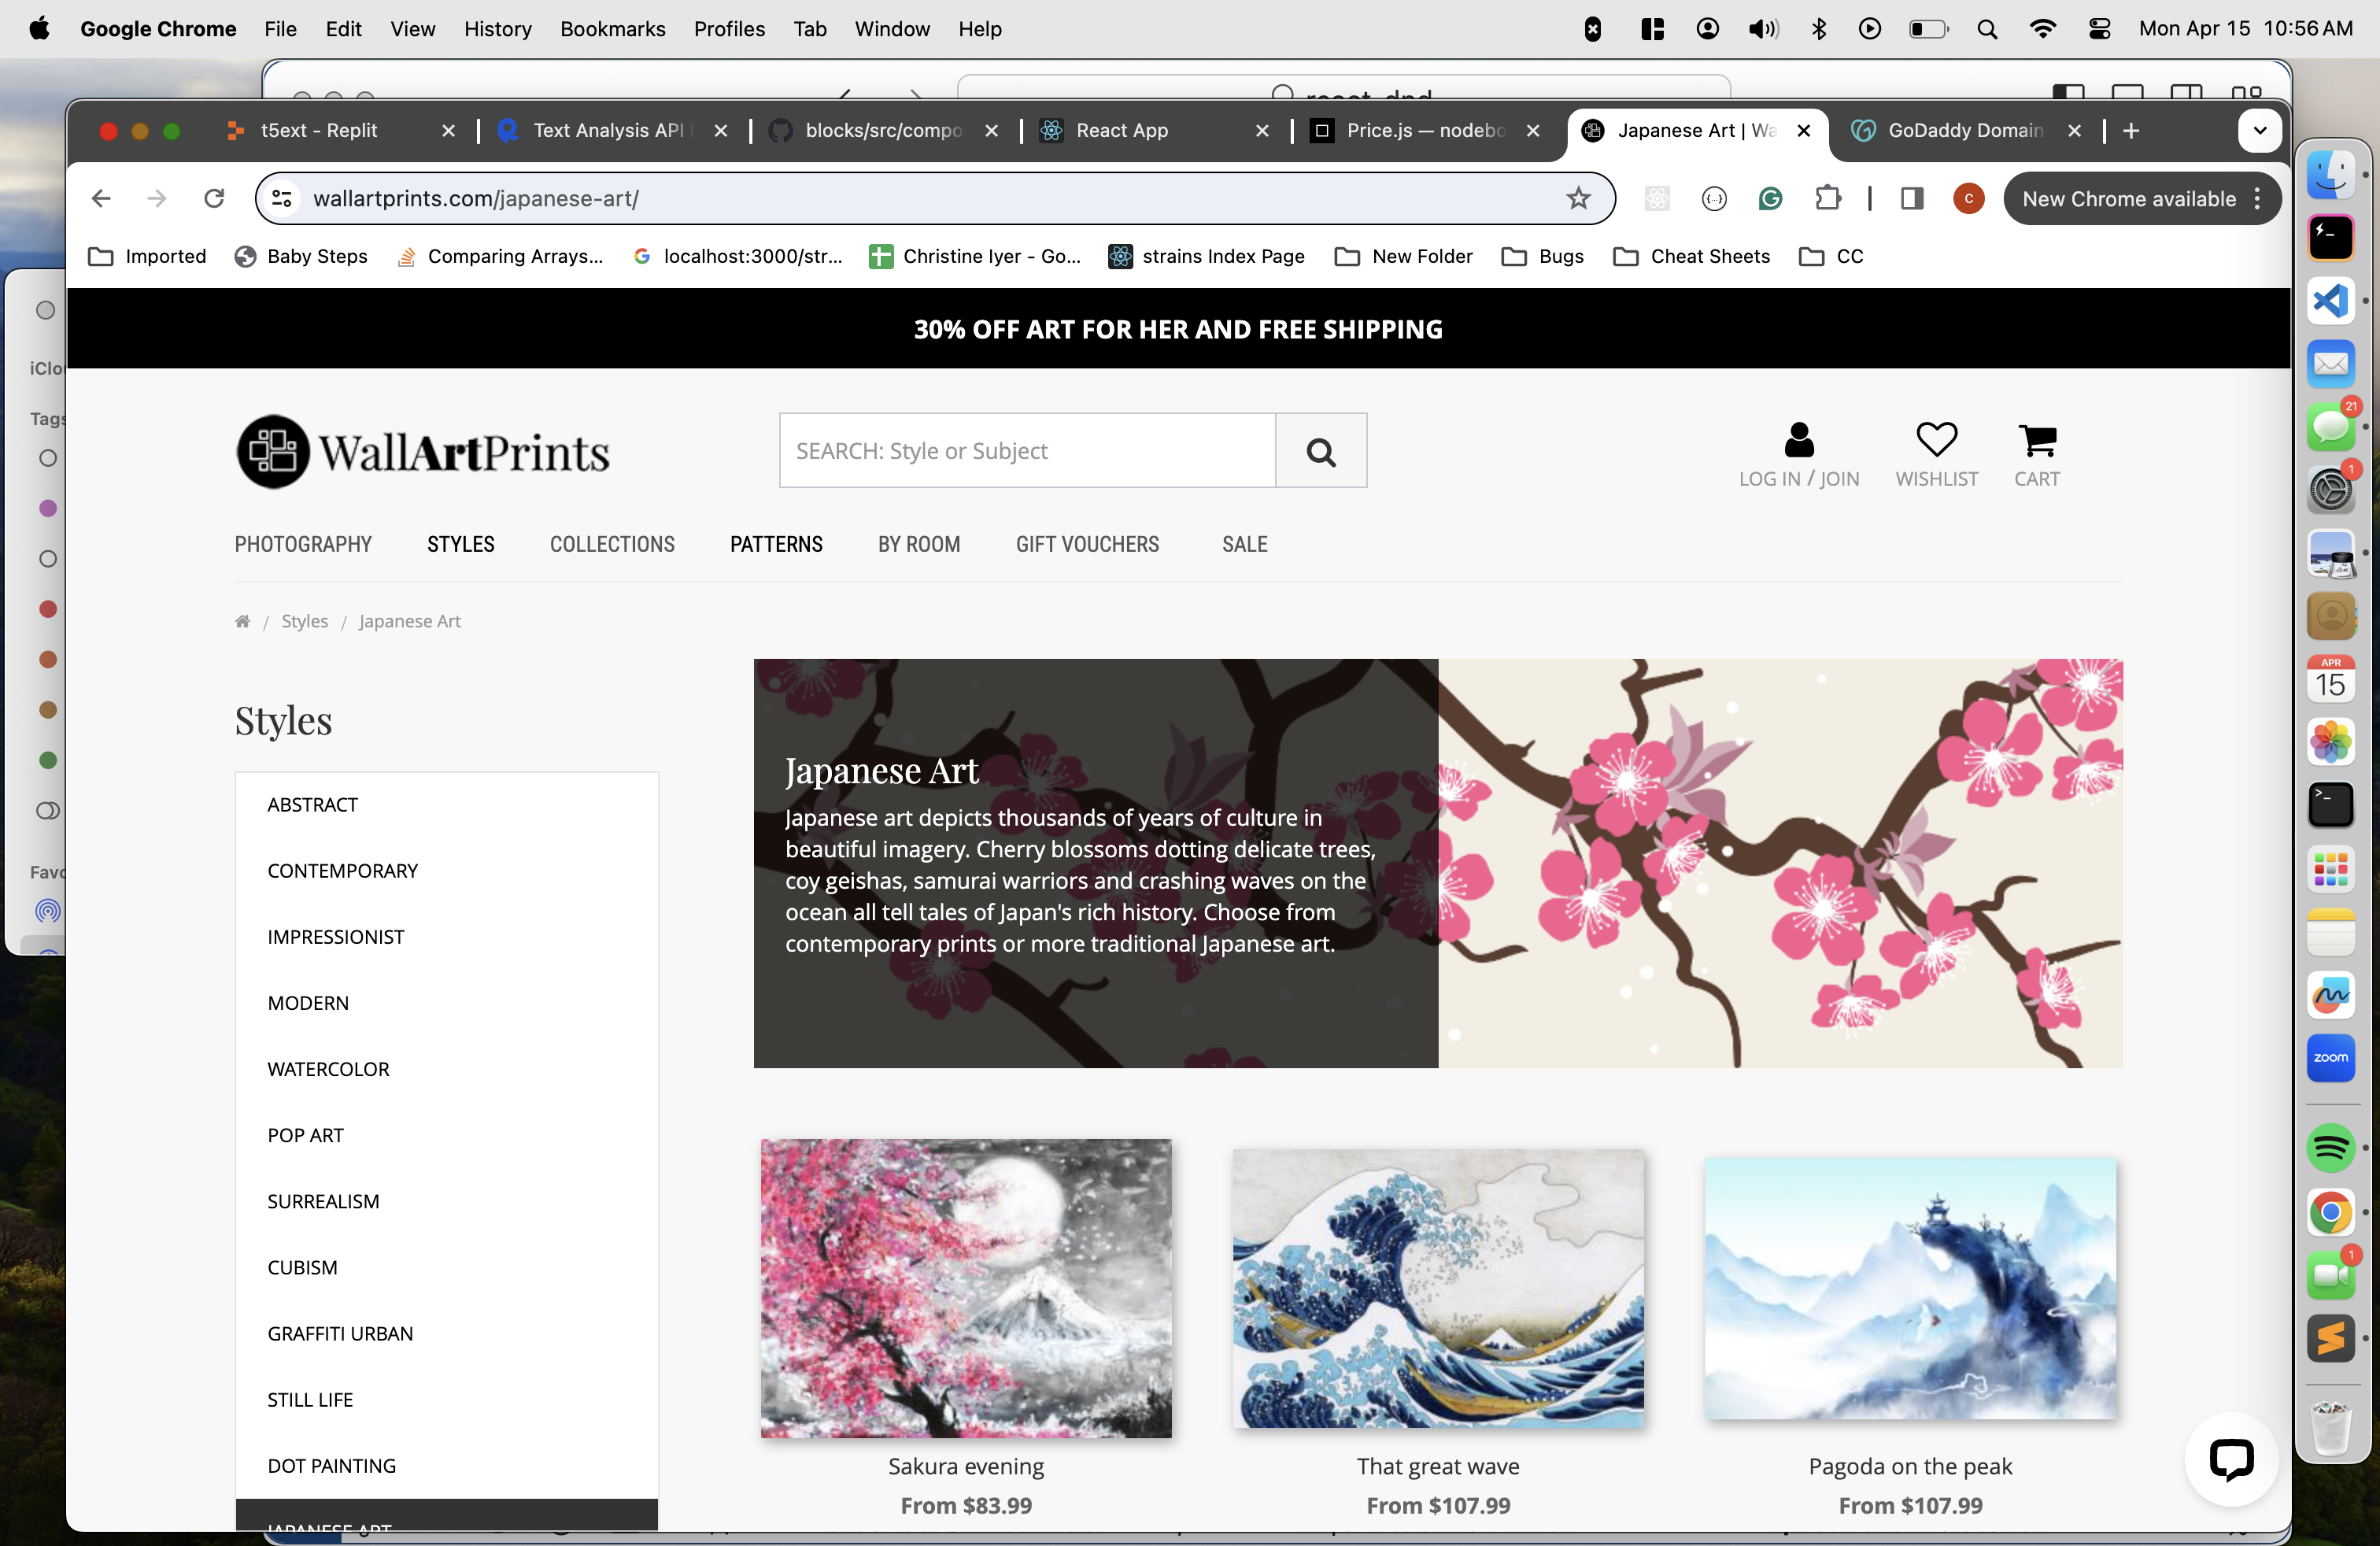 Google Chrome File Edit View History Bookmarks Profiles Tab Window Help Mon Apr 15 10:56 AM
t5ext - Replit Text Analysis API blocks/src/compo React App Price.js — nodebo Japanese Art | Wa GoDaddy Domain
wallartprints.com/japanese-art/ New Chrome available
Imported Baby Steps Comparing Arrays... localhost:3000/str... Christine Iyer - Go... strains Index Page New Folder Bugs Cheat Sheets CC
30% OFF ART FOR HER AND FREE SHIPPING
WallArtPrints
SEARCH: Style or Subject
LOG IN / JOIN WISHLIST CART
PHOTOGRAPHY STYLES COLLECTIONS PATTERNS BY ROOM GIFT VOUCHERS SALE
/ Styles / Japanese Art
Styles
ABSTRACT
CONTEMPORARY
IMPRESSIONIST
MODERN
WATERCOLOR
POP ART
SURREALISM
CUBISM
GRAFFITI URBAN
STILL LIFE
DOT PAINTING
JAPANESE ART
Japanese Art
Japanese art depicts thousands of years of culture in
beautiful imagery. Cherry blossoms dotting delicate trees,
coy geishas, samurai warriors and crashing waves on the
ocean all tell tales of Japan's rich history. Choose from
contemporary prints or more traditional Japanese art.
Sakura evening
From $83.99
That great wave
From $107.99
Pagoda on the peak
From $107.99
iClou
Tags
Favo
21
1
APR
15
zoom
1